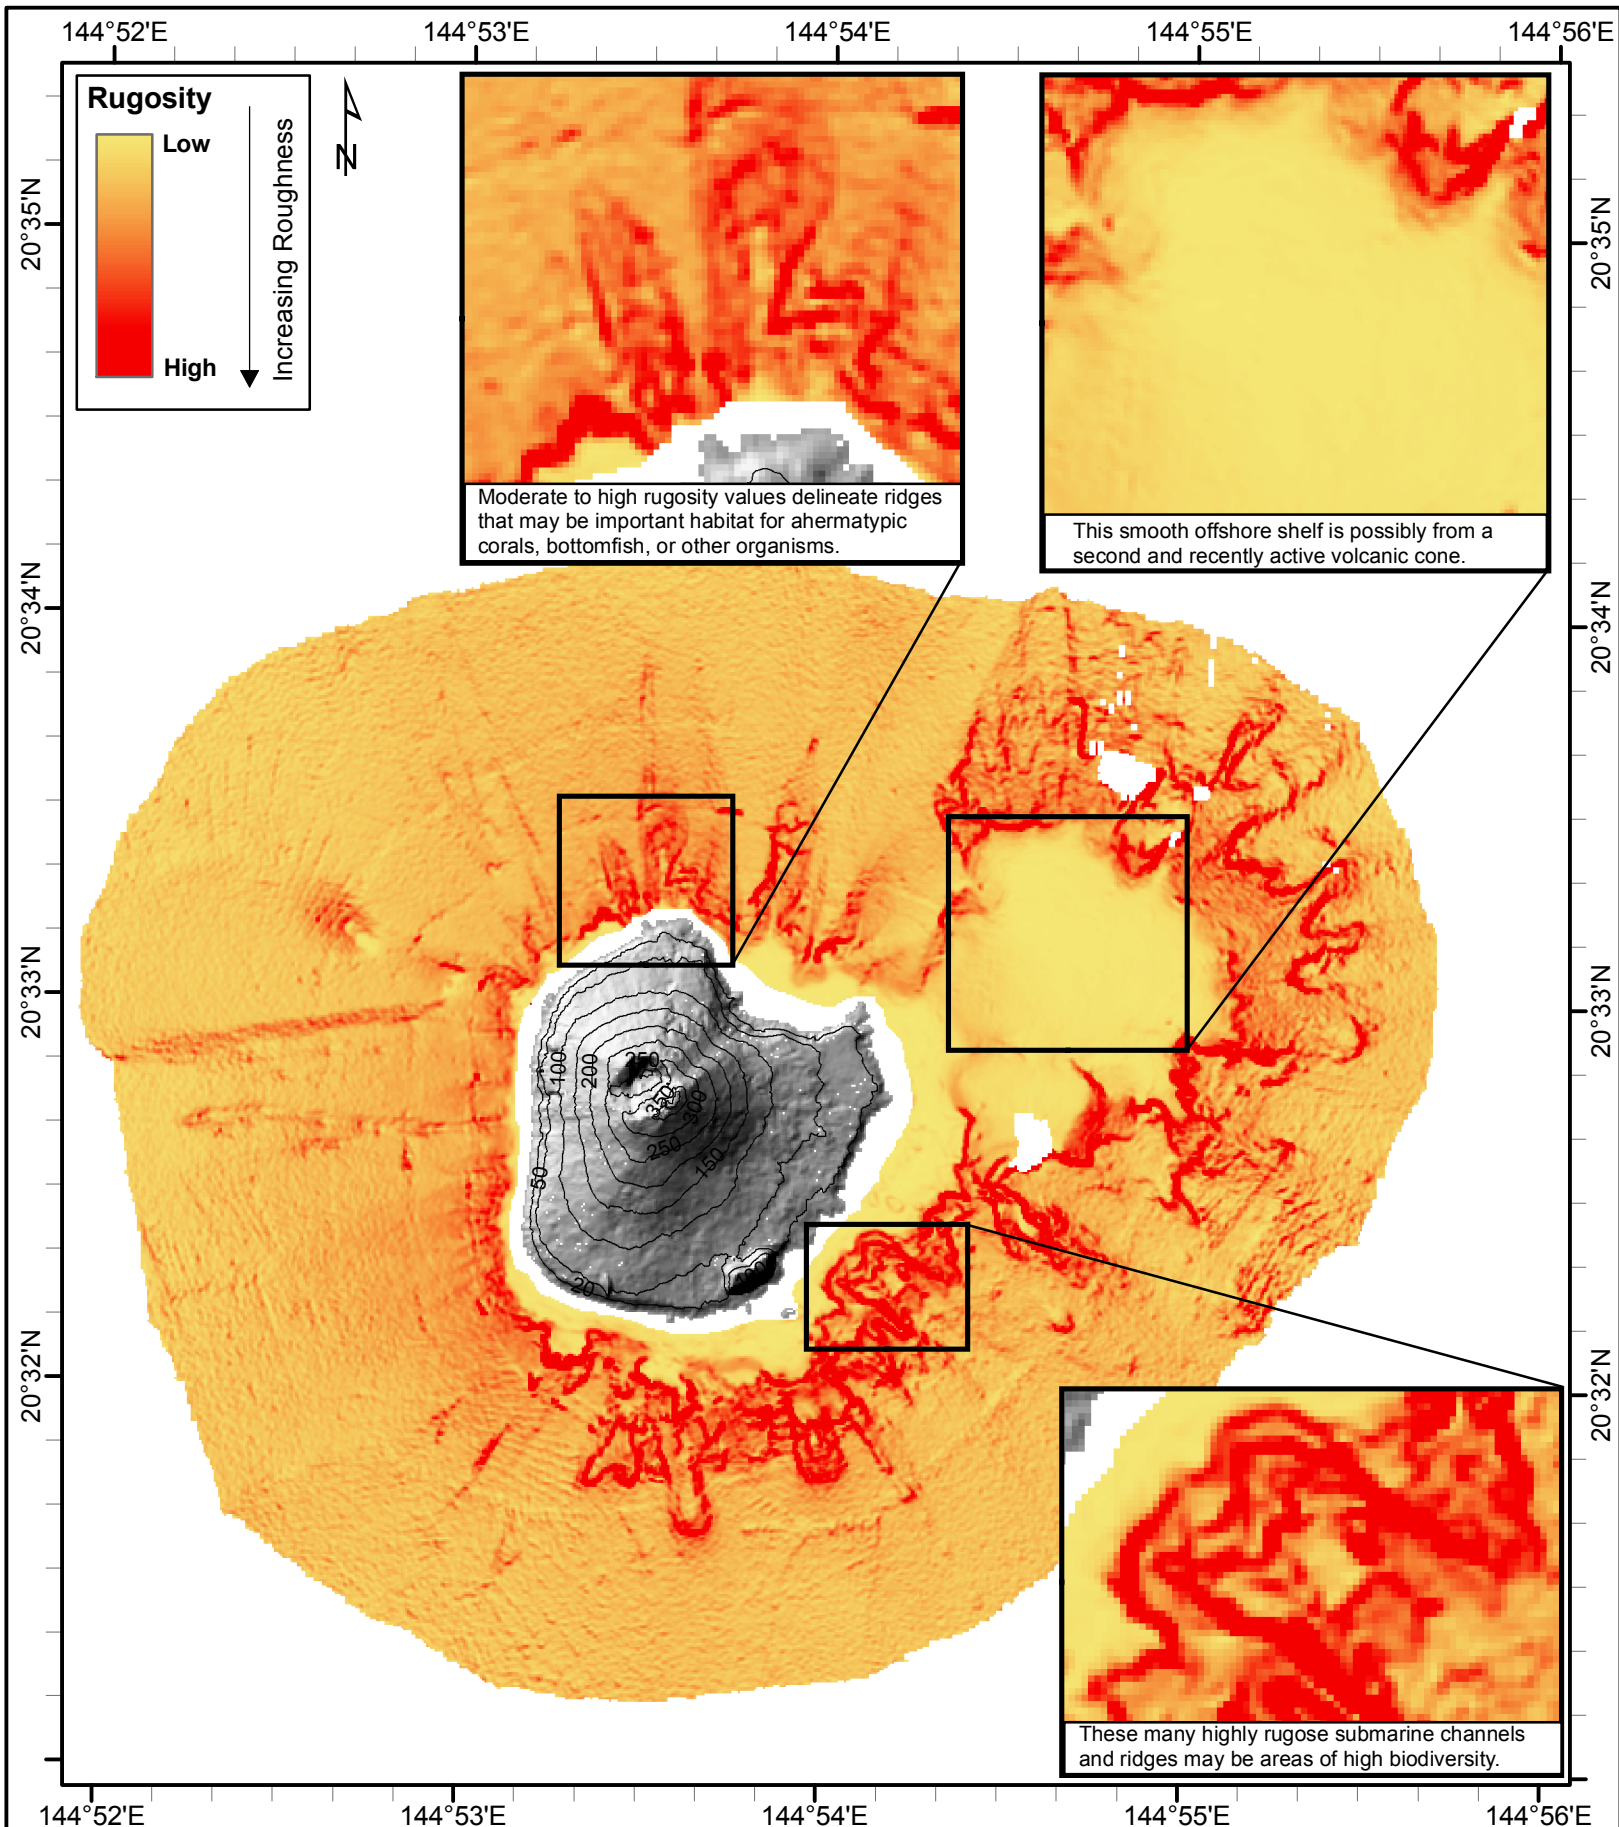 144°52'E 144°53'E 144°54'E 144°55'E 144°56'E
Rugosity
Low
High
Increasing Roughness
N
20°35'N
20°34'N
20°33'N
20°32'N
20°35'N
20°34'N
20°33'N
20°32'N
Moderate to high rugosity values delineate ridges
that may be important habitat for ahermatypic
corals, bottomfish, or other organisms.
This smooth offshore shelf is possibly from a
second and recently active volcanic cone.
250
100
200
350
300
250
150
50
20
These many highly rugose submarine channels
and ridges may be areas of high biodiversity.
144°52'E 144°53'E 144°54'E 144°55'E 144°56'E